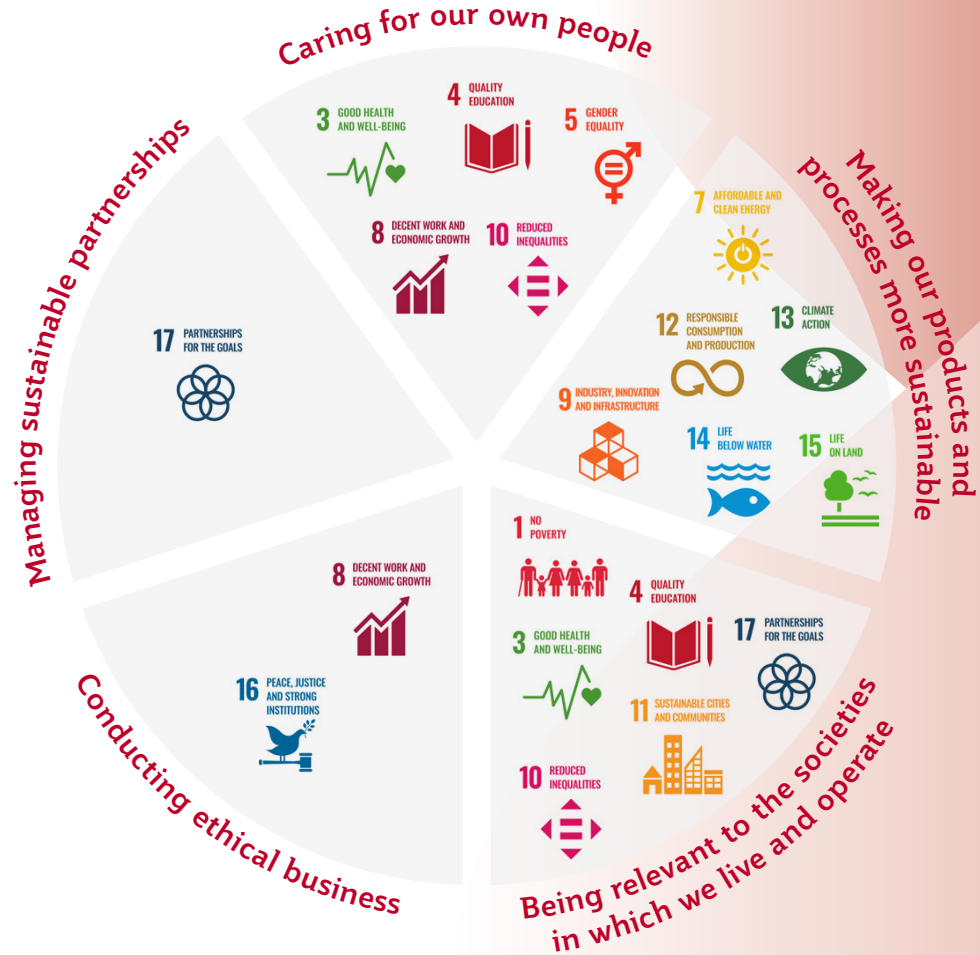 Caring for our own people
3 GOOD HEALTH
AND WELL-BEING
4 QUALITY
EDUCATION
5 GENDER
EQUALITY
8 DECENT WORK AND
ECONOMIC GROWTH
10 REDUCED
INEQUALITIES
Making our products and
processes more sustainable
7 AFFORDABLE AND
CLEAN ENERGY
12 RESPONSIBLE
CONSUMPTION
AND PRODUCTION
13 CLIMATE
ACTION
9 INDUSTRY, INNOVATION
AND INFRASTRUCTURE
14 LIFE
BELOW WATER
15 LIFE
ON LAND
Being relevant to the societies
in which we live and operate
1 NO
POVERTY
4 QUALITY
EDUCATION
3 GOOD HEALTH
AND WELL-BEING
17 PARTNERSHIPS
FOR THE GOALS
11 SUSTAINABLE CITIES
AND COMMUNITIES
10 REDUCED
INEQUALITIES
Conducting ethical business
8 DECENT WORK AND
ECONOMIC GROWTH
16 PEACE, JUSTICE
AND STRONG
INSTITUTIONS
Managing sustainable partnerships
17 PARTNERSHIPS
FOR THE GOALS